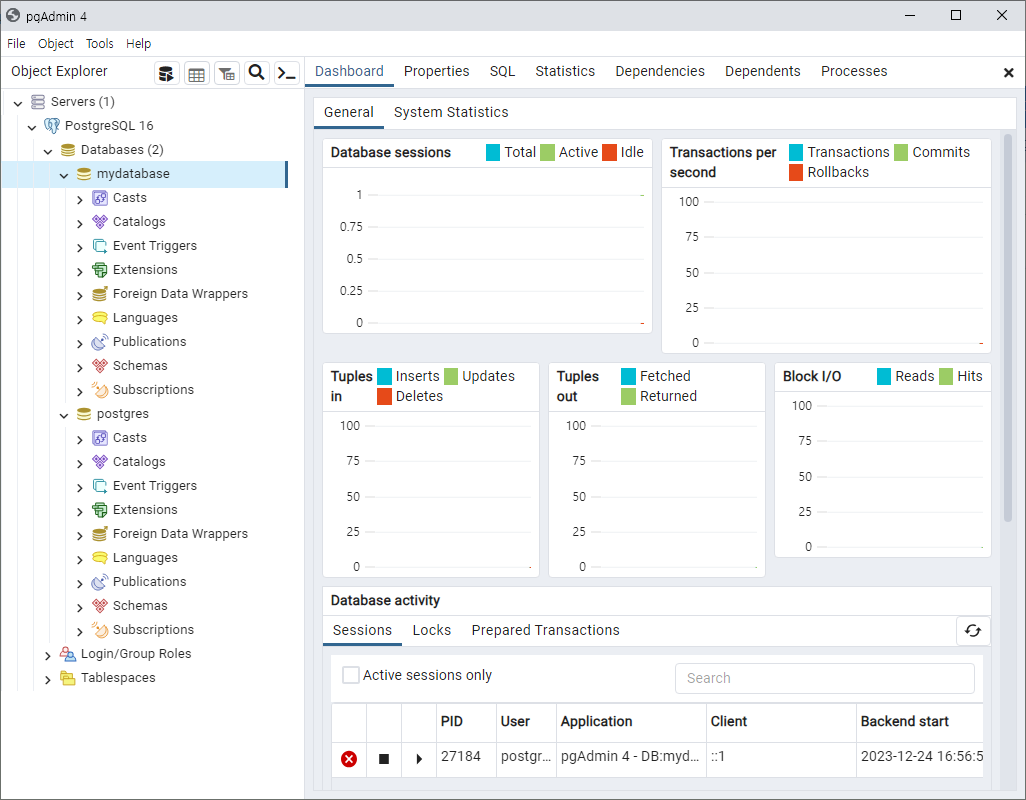 pgAdmin 4
File Object Tools Help
Object Explorer
Dashboard Properties SQL Statistics Dependencies Dependents Processes
Servers (1)
PostgreSQL 16
Databases (2)
mydatabase
Casts
Catalogs
Event Triggers
Extensions
Foreign Data Wrappers
Languages
Publications
Schemas
Subscriptions
postgres
Casts
Catalogs
Event Triggers
Extensions
Foreign Data Wrappers
Languages
Publications
Schemas
Subscriptions
Login/Group Roles
Tablespaces
General System Statistics
Database sessions Total Active Idle
1
0.75
0.5
0.25
0
Transactions per second Transactions Commits
Rollbacks
100
75
50
25
0
Tuples in Inserts Updates
Deletes
100
75
50
25
0
Tuples out Fetched
Returned
100
75
50
25
0
Block I/O Reads Hits
100
75
50
25
0
Database activity
Sessions Locks Prepared Transactions
Active sessions only Search
PID User Application Client Backend start
27184 postgr... pgAdmin 4 - DB:myd... ::1 2023-12-24 16:56:5